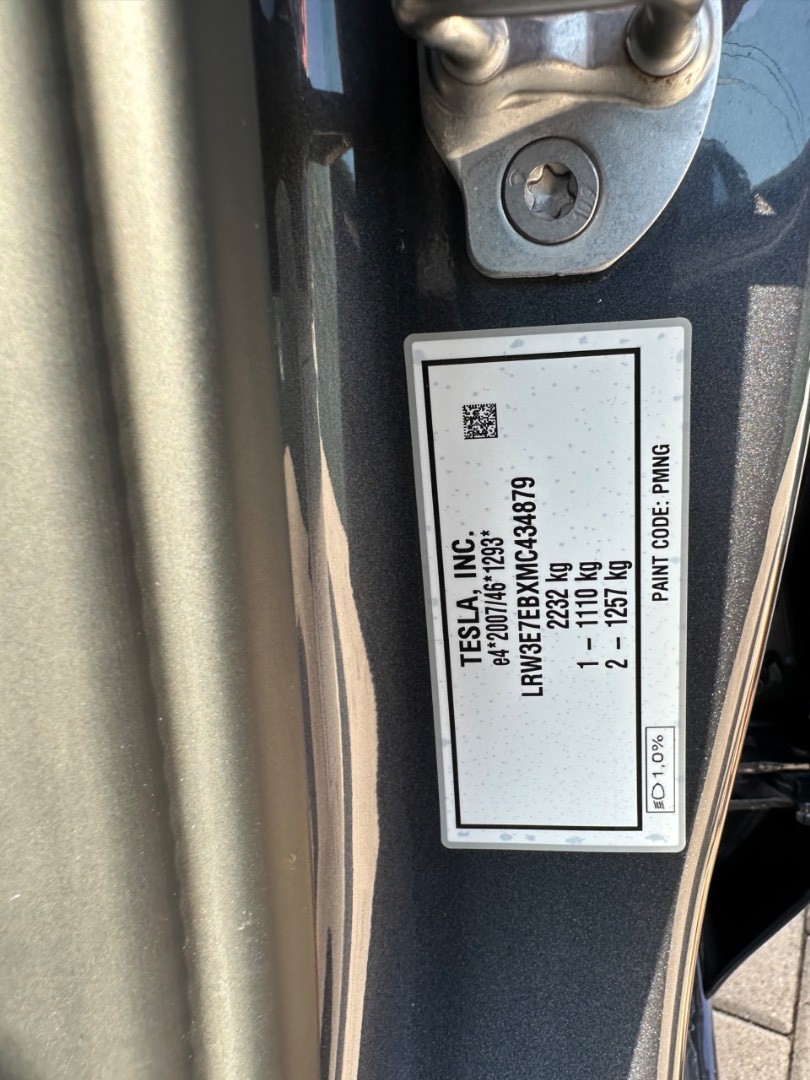 TESLA, INC.
e4*2007/46*1293*
LRW3E7EBXMC434879
2232 kg
1 - 1110 kg
2 - 1257 kg
PAINT CODE: PMNG
1,0%